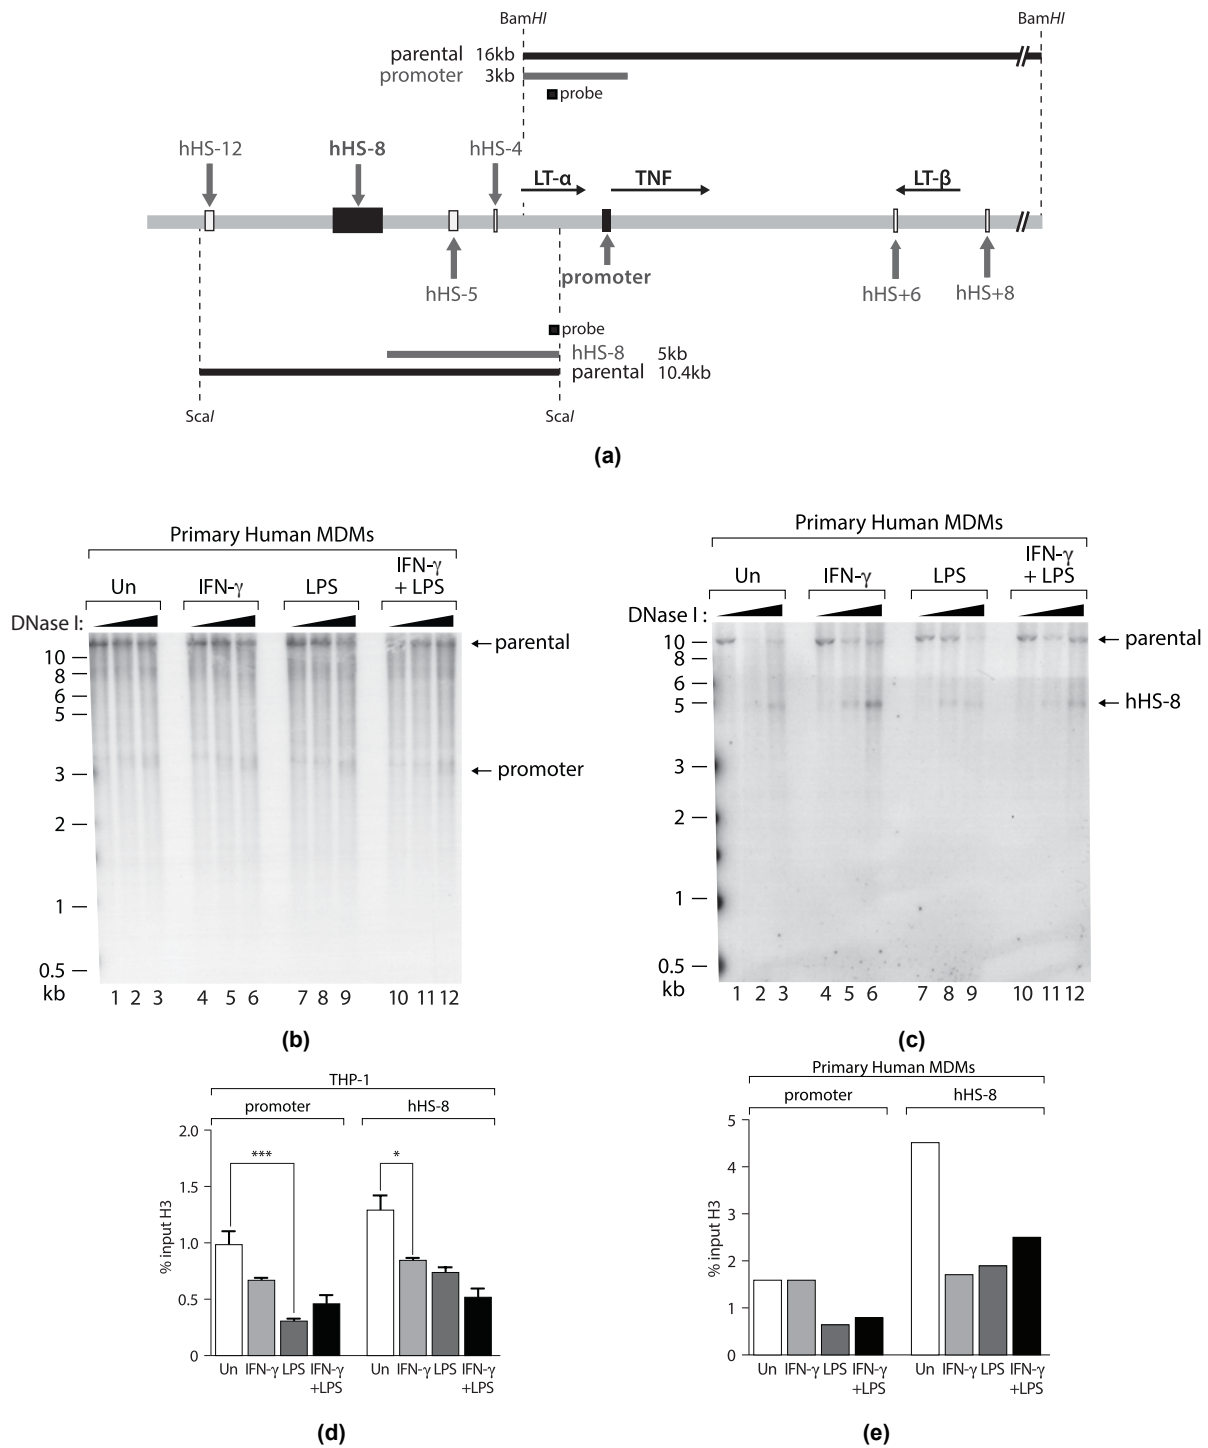 BamHI BamHI
parental 16kb
promoter 3kb
probe
hHS-12 hHS-8 hHS-4
LT-α TNF LT-β
promoter
hHS-5 hHS+6 hHS+8
probe
hHS-8 5kb
parental 10.4kb
ScaI ScaI
(a)
Primary Human MDMs
Un IFN-γ LPS IFN-γ
+ LPS
DNase I:
parental
10
8
6
5
3
promoter
2
1
0.5
kb
1 2 3 4 5 6 7 8 9 10 11 12
(b)
Primary Human MDMs
Un IFN-γ LPS IFN-γ
+ LPS
DNase I :
10
parental
8
6
5
hHS-8
3
2
1
0.5
kb
1 2 3 4 5 6 7 8 9 10 11 12
(c)
THP-1
promoter hHS-8
2.0
1.5
1.0
0.5
0
% input H3
*** *
Un IFN-γ LPS IFN-γ
+LPS
Un IFN-γ LPS IFN-γ
+LPS
(d)
Primary Human MDMs
promoter hHS-8
5
4
3
2
1
0
% input H3
Un IFN-γ LPS IFN-γ
+LPS
Un IFN-γ LPS IFN-γ
+LPS
(e)